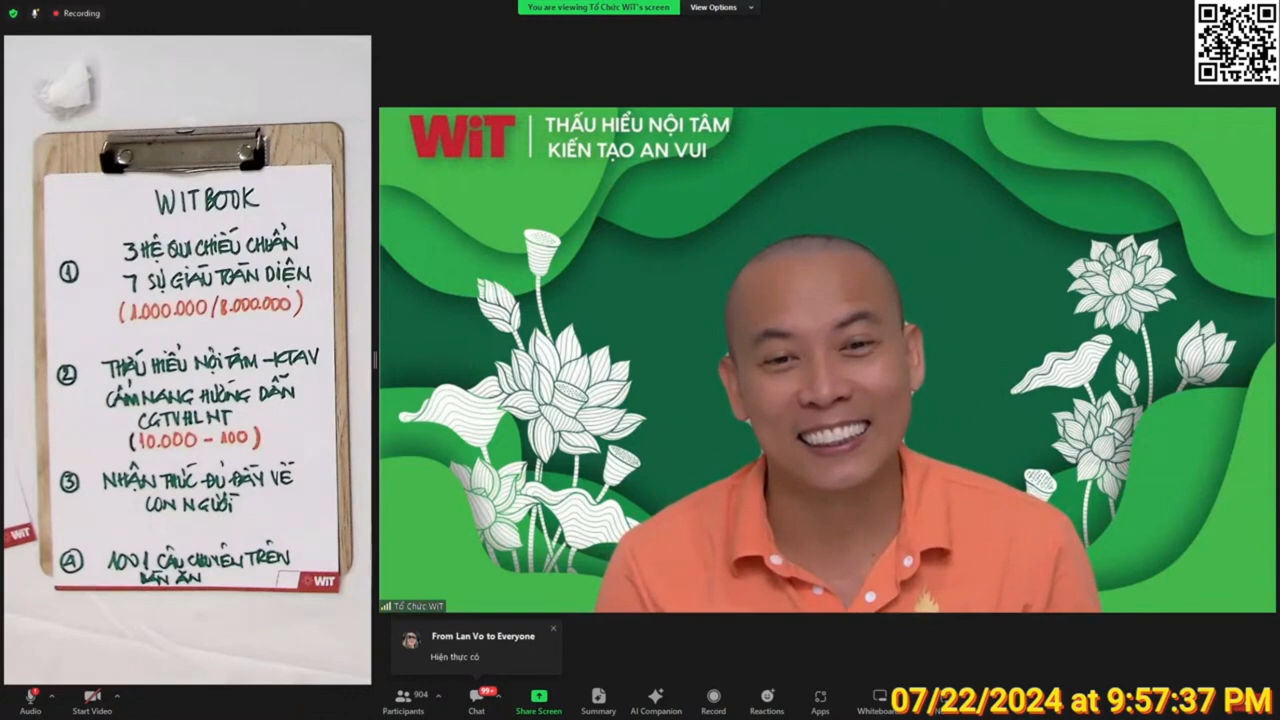 Recording
You are viewing Tổ Chức WiT's screen
View Options
WITBOOK
① 3 HỆ QUI CHIẾU CHUẨN
7 SỰ GIÀU TOÀN DIỆN
(1.000.000/8.000.000)
② THẤU HIỂU NỘI TÂM - KTAV
CẨM NANG HƯỚNG DẪN
CGTVHLNT
(10.000 - 100)
③ NHẬN THỨC ĐỦ ĐẦY VỀ
CON NGƯỜI
④ 1001 CÂU CHUYỆN TRÊN
BÀN ĂN
WiT
WiT
WiT
THẤU HIỂU NỘI TÂM
KIẾN TẠO AN VUI
Tổ Chức WiT
From Lan Vo to Everyone
Hiện thực có
Audio
Start Video
904
Participants
99+
Chat
Share Screen
Summary
AI Companion
Record
Reactions
Apps
07/22/2024 at 9:57:37 PM